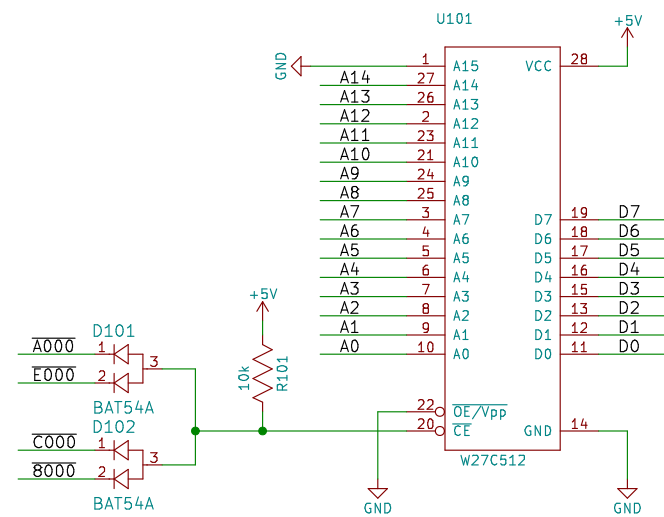 U101
+5V
GND
1 A15
VCC 28
A14 27 A14
A13 26 A13
A12 2 A12
A11 23 A11
A10 21 A10
A9 24 A9
A8 25 A8
A7 3 A7
D7 19 D7
A6 4 A6
D6 18 D6
A5 5 A5
D5 17 D5
A4 6 A4
D4 16 D4
A3 7 A3
D3 15 D3
A2 8 A2
D2 13 D2
A1 9 A1
D1 12 D1
A0 10 A0
D0 11 D0
+5V
10k
R101
D101
A000 1
3
E000 2
BAT54A
D102
C000 1
3
8000 2
BAT54A
22 OE/Vpp
20 CE
GND 14
W27C512
GND
GND